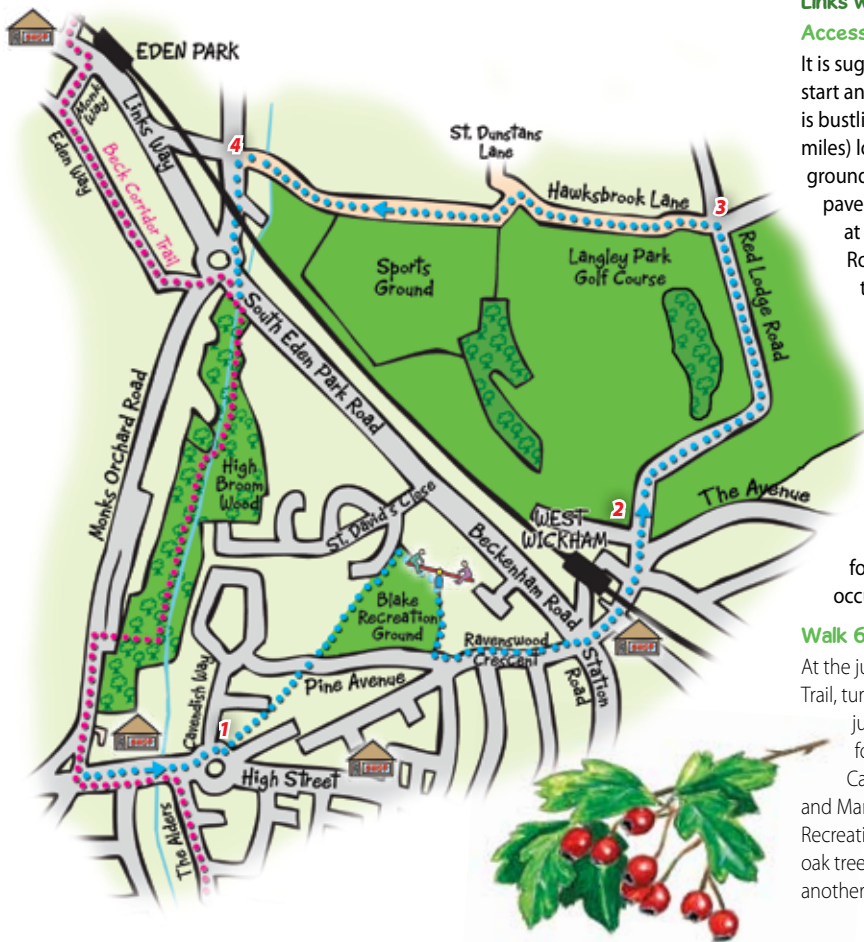 SHOP
EDEN PARK
Monk
Way
Links Way
Eden Way
Beck Corridor Trail
4
St. Dunstans
Lane
Hawksbrook Lane
3
Sports
Ground
Langley Park
Golf Course
Red Lodge Road
South Eden Park Road
Monks Orchard Road
High
Broom
Wood
St. David's Close
2
The Avenue
WEST
WICKHAM
Beckenham Road
Blake
Recreation
Ground
Ravenswood
Crescent
Station
Road
SHOP
Pine Avenue
Cavendish Way
SHOP
1
SHOP
High Street
The Alders
Links w
Access
It is sug
start an
is bustli
miles) lo
ground
pave
at
Ro
t
fo
occu
Walk 6
At the ju
Trail, tur
ju
fo
Ca
and Mar
Recreati
oak tree
another